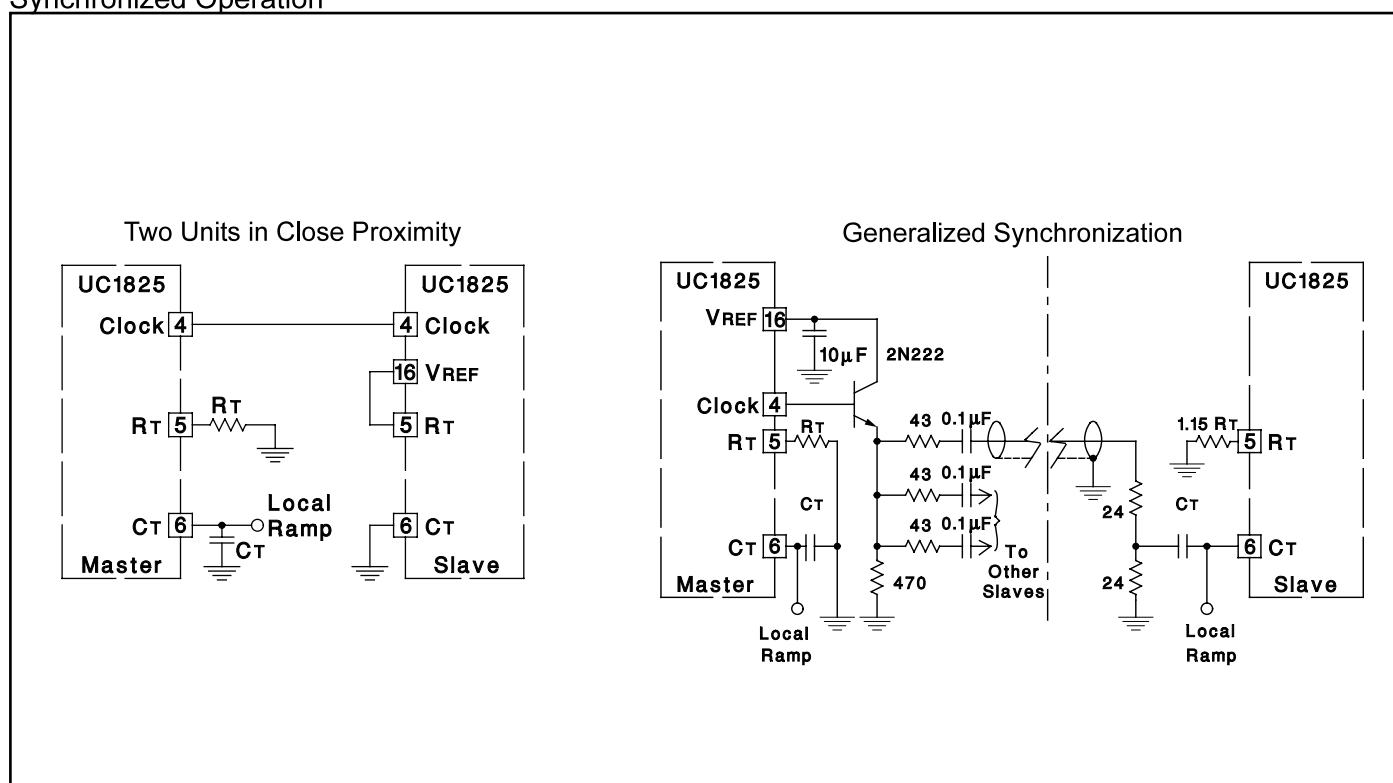 Synchronized Operation
Two Units in Close Proximity
UC1825
Clock 4
RT 5
RT
CT 6
Local
Ramp
CT
Master
UC1825
4 Clock
16 VREF
5 RT
6 CT
Slave
Generalized Synchronization
UC1825
VREF 16
10µF
2N222
Clock 4
RT 5
RT
CT
CT 6
Master
Local
Ramp
43 0.1µF
43 0.1µF
43 0.1µF
To
Other
Slaves
470
24
24
1.15 RT
CT
UC1825
5 RT
6 CT
Slave
Local
Ramp